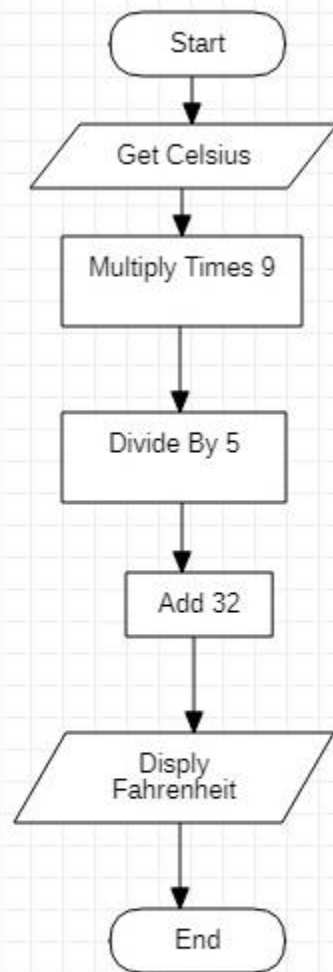 Start
Get Celsius
Multiply Times 9
Divide By 5
Add 32
Disply
Fahrenheit
End